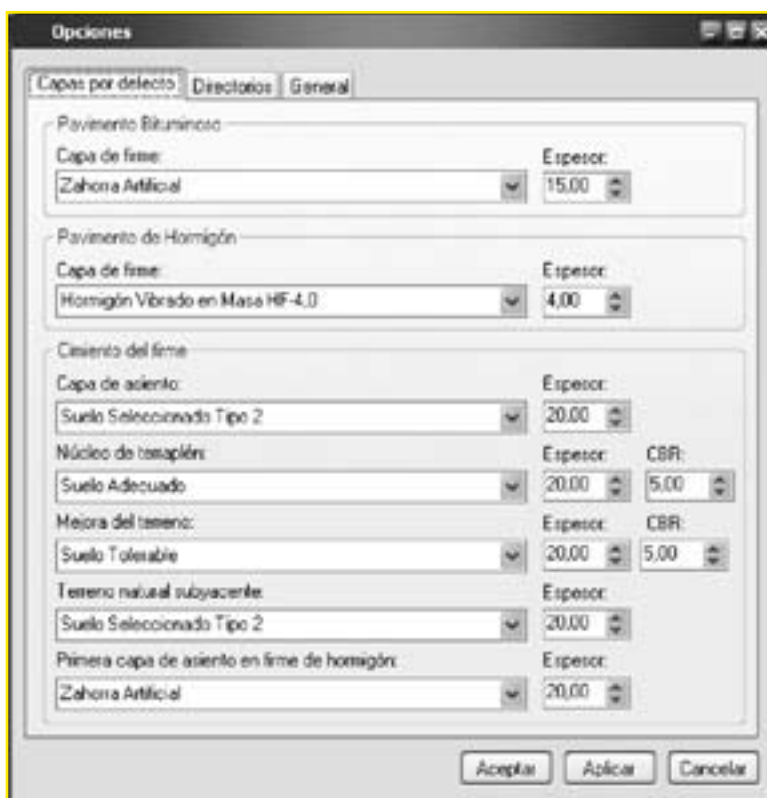 Opciones
Capas por defecto Directorios General
Pavimento Bituminoso
Capa de firme: Espesor:
Zahorra Artificial 15,00
Pavimento de Hormigón
Capa de firme: Espesor:
Hormigón Vibrado en Masa HF-4,0 4,00
Cimiento del firme
Capa de asiento: Espesor:
Suelo Seleccionado Tipo 2 20,00
Núcleo de terraplén: Espesor: CBR:
Suelo Adecuado 20,00 5,00
Mejora del terreno: Espesor: CBR:
Suelo Tolerable 20,00 5,00
Terreno natural subyacente: Espesor:
Suelo Seleccionado Tipo 2 20,00
Primera capa de asiento en firme de hormigón: Espesor:
Zahorra Artificial 20,00
Aceptar Aplicar Cancelar